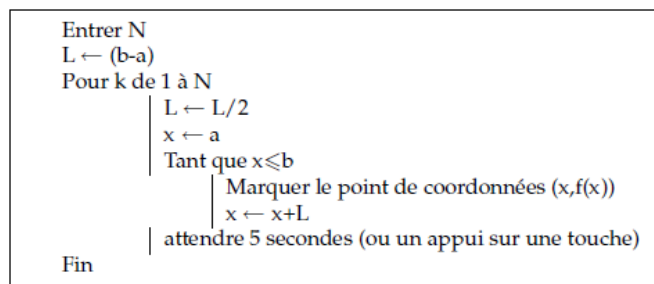 Entrer N
L ← (b-a)
Pour k de 1 à N
L ← L/2
x ← a
Tant que x⩽b
Marquer le point de coordonnées (x,f(x))
x ← x+L
attendre 5 secondes (ou un appui sur une touche)
Fin